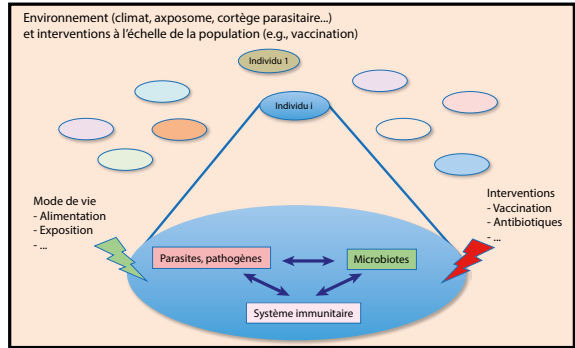 Environnement (climat, axposome, cortège parasitaire...)
et interventions à l'échelle de la population (e.g., vaccination)
Individu 1
Individu i
Mode de vie
- Alimentation
- Exposition
- ...
Interventions
- Vaccination
- Antibiotiques
- ...
Parasites, pathogènes
Microbiotes
Système immunitaire